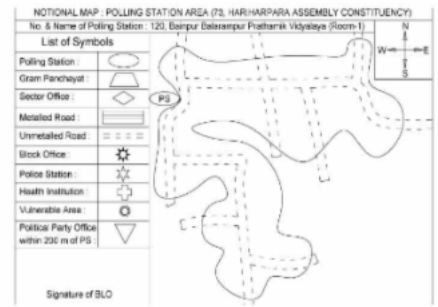 NOTIONAL MAP : POLLING STATION AREA (73, HARIHARPARA ASSEMBLY CONSTITUENCY)
No. & Name of Polling Station : 120, Bainpur Balarampur Prathamik Vidyalaya (Room-1)
List of Symbols
Polling Station :
Gram Panchayat :
Sector Office :
Metalled Road :
Unmetalled Road :
Block Office :
Police Station :
Health Institution :
Vulnerable Area :
Political Party Office
within 200 m of PS :
Signature of BLO
PS
N
W
E
S